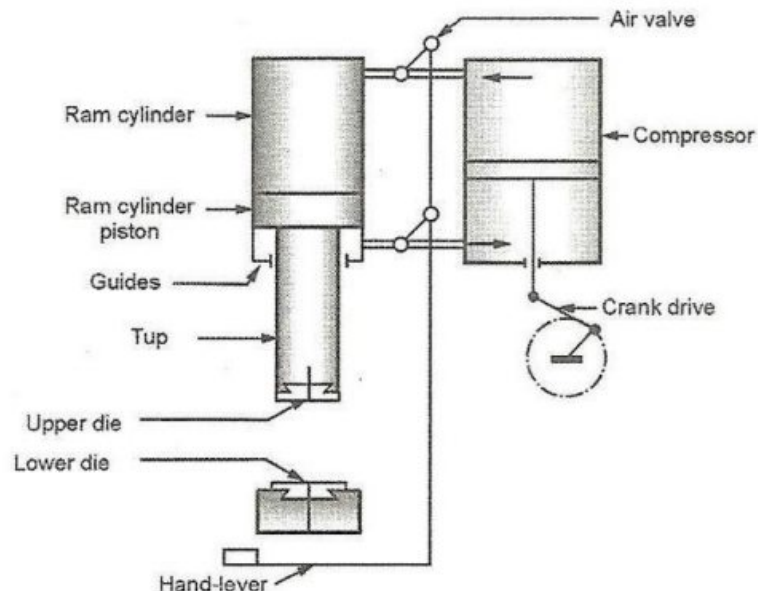 Air valve
Ram cylinder
Compressor
Ram cylinder
piston
Guides
Crank drive
Tup
Upper die
Lower die
Hand-lever